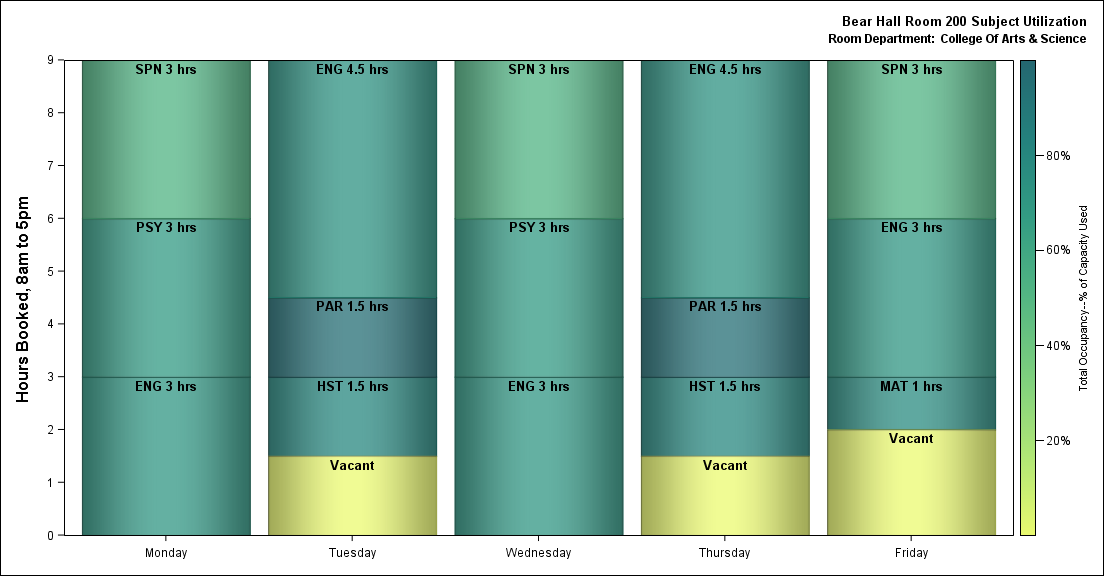 Bear Hall Room 200 Subject Utilization
Room Department: College Of Arts & Science
Hours Booked, 8am to 5pm
9
8
7
6
5
4
3
2
1
0
SPN 3 hrs
PSY 3 hrs
ENG 3 hrs
ENG 4.5 hrs
PAR 1.5 hrs
HST 1.5 hrs
Vacant
SPN 3 hrs
PSY 3 hrs
ENG 3 hrs
ENG 4.5 hrs
PAR 1.5 hrs
HST 1.5 hrs
Vacant
SPN 3 hrs
ENG 3 hrs
MAT 1 hrs
Vacant
Monday
Tuesday
Wednesday
Thursday
Friday
80%
60%
40%
20%
Total Occupancy--% of Capacity Used